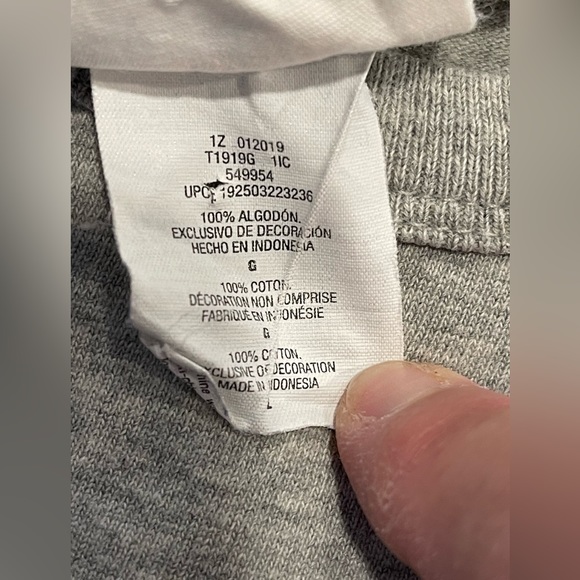 1Z 012019
T1919G 1IC
549954
UPC: 192503223236
100% ALGODÓN.
EXCLUSIVO DE DECORACIÓN
HECHO EN INDONESIA
G
100% COTON.
DÉCORATION NON COMPRISE
FABRIQUÉ EN INDONÉSIE
G
100% COTTON.
EXCLUSIVE OF DECORATION
MADE IN INDONESIA
L